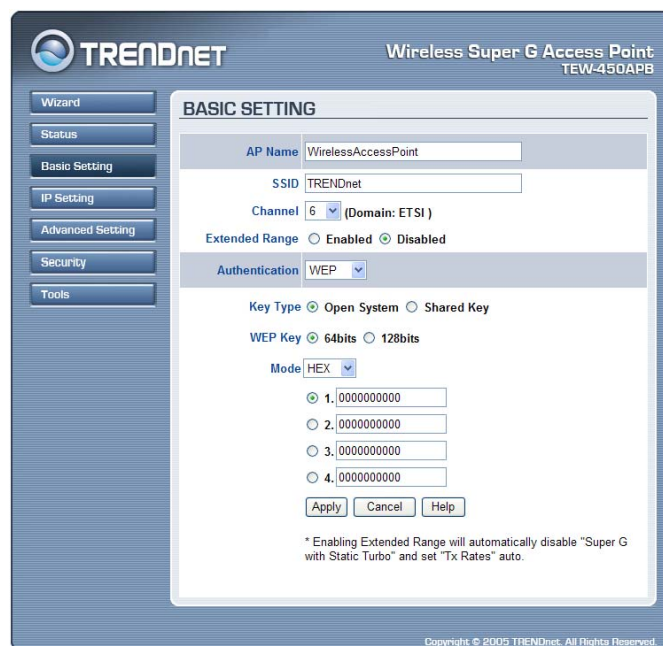 TRENDnet
Wireless Super G Access Point
TEW-450APB
Wizard
Status
Basic Setting
IP Setting
Advanced Setting
Security
Tools
BASIC SETTING
AP Name WirelessAccessPoint
SSID TRENDnet
Channel 6 (Domain: ETSI )
Extended Range Enabled Disabled
Authentication WEP
Key Type Open System Shared Key
WEP Key 64bits 128bits
Mode HEX
1. 0000000000
2. 0000000000
3. 0000000000
4. 0000000000
Apply Cancel Help
* Enabling Extended Range will automatically disable "Super G
with Static Turbo" and set "Tx Rates" auto.
Copyright © 2005 TRENDnet. All Rights Reserved.